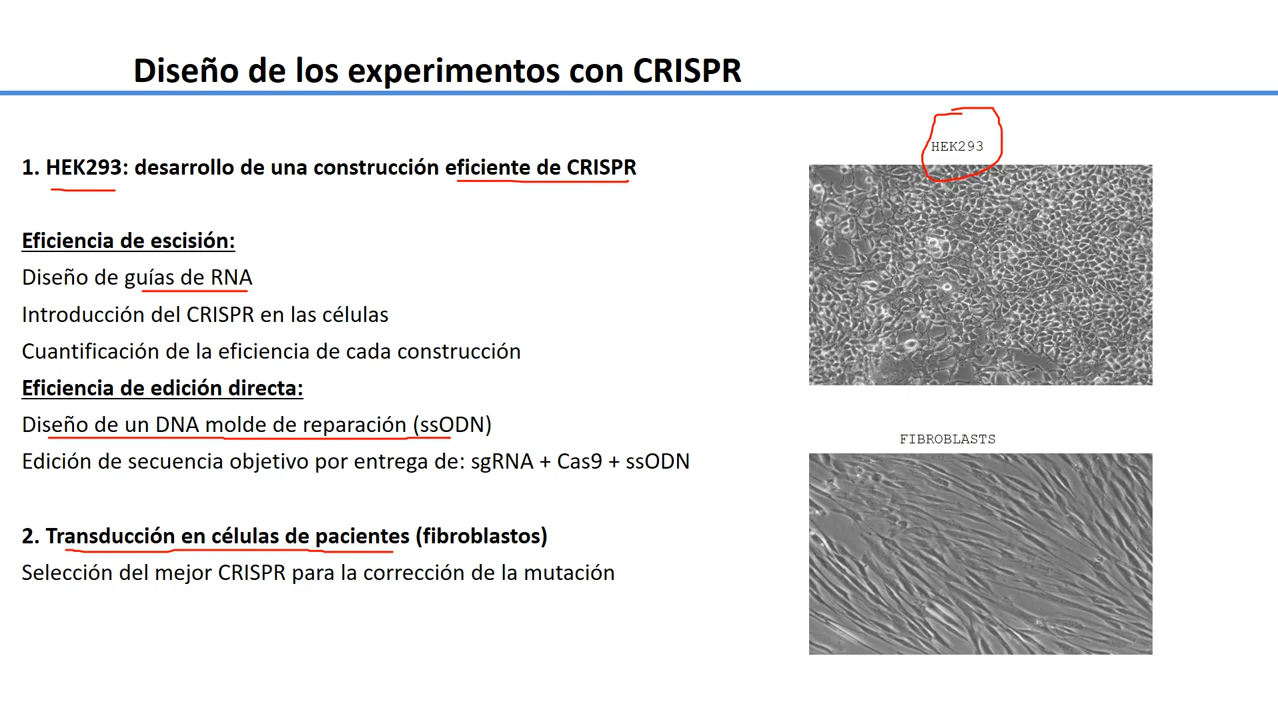 Diseño de los experimentos con CRISPR
1. HEK293: desarrollo de una construcción eficiente de CRISPR
Eficiencia de escisión:
Diseño de guías de RNA
Introducción del CRISPR en las células
Cuantificación de la eficiencia de cada construcción
Eficiencia de edición directa:
Diseño de un DNA molde de reparación (ssODN)
Edición de secuencia objetivo por entrega de: sgRNA + Cas9 + ssODN
2. Transducción en células de pacientes (fibroblastos)
Selección del mejor CRISPR para la corrección de la mutación
HEK293
FIBROBLASTS